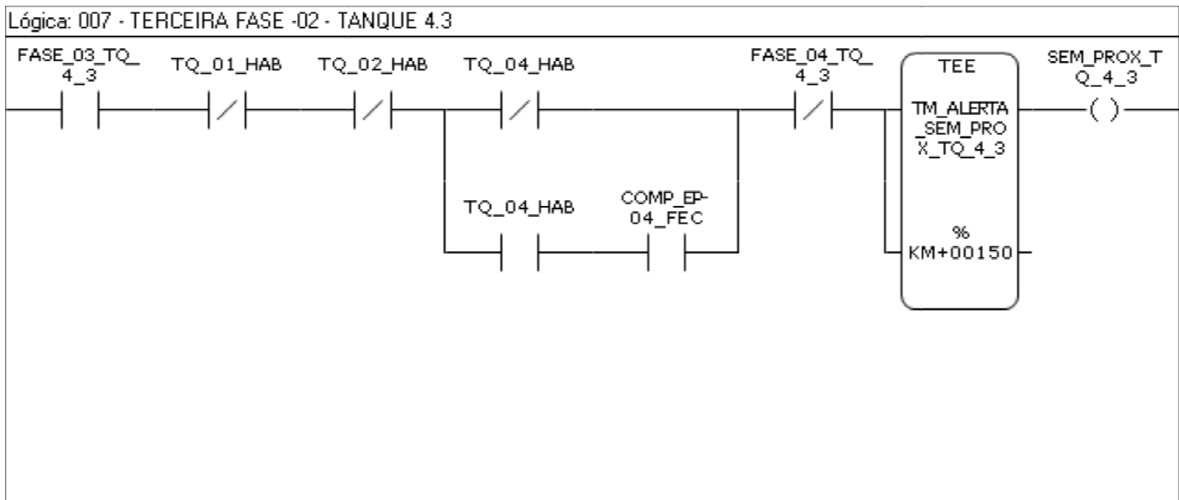 Lógica: 007 - TERCEIRA FASE -02 - TANQUE 4.3
FASE_03_TQ_
4_3
TQ_01_HAB
TQ_02_HAB
TQ_04_HAB
FASE_04_TQ_
4_3
TEE
TM_ALERTA
_SEM_PRO
X_TQ_4_3
SEM_PROX_T
Q_4_3
TQ_04_HAB
COMP_EP-
04_FEC
%
KM+00150